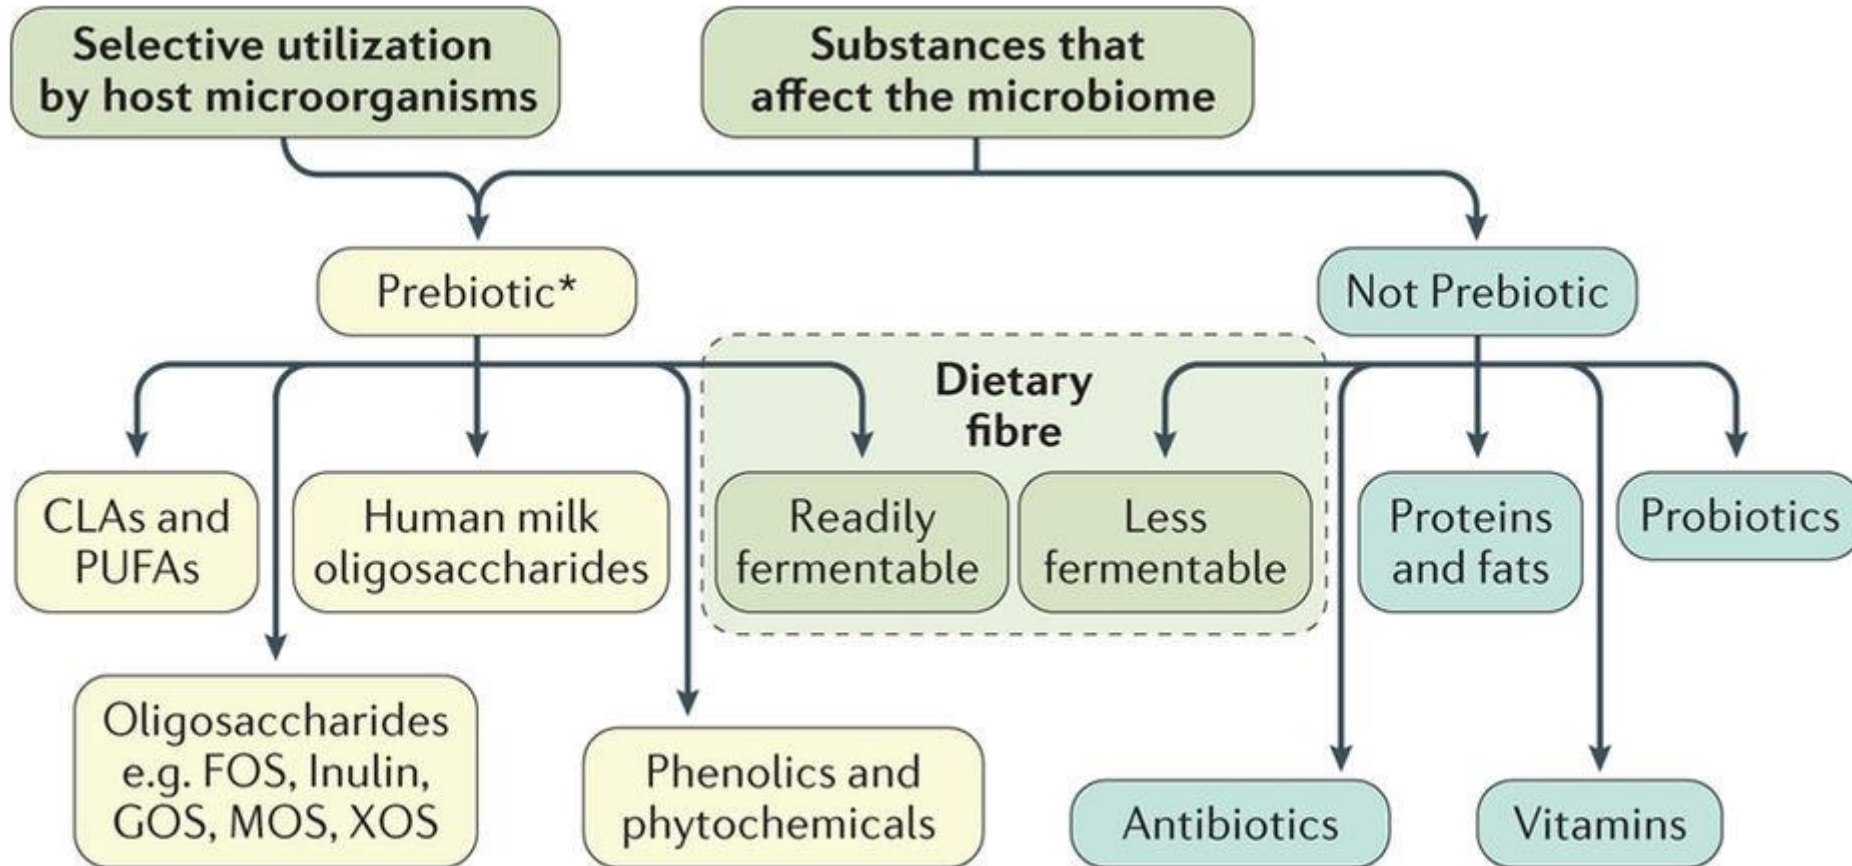 Selective utilization
by host microorganisms
Substances that
affect the microbiome
Prebiotic*
Not Prebiotic
Dietary
fibre
CLAs and
PUFAs
Human milk
oligosaccharides
Readily
fermentable
Less
fermentable
Proteins
and fats
Probiotics
Oligosaccharides
e.g. FOS, Inulin,
GOS, MOS, XOS
Phenolics and
phytochemicals
Antibiotics
Vitamins